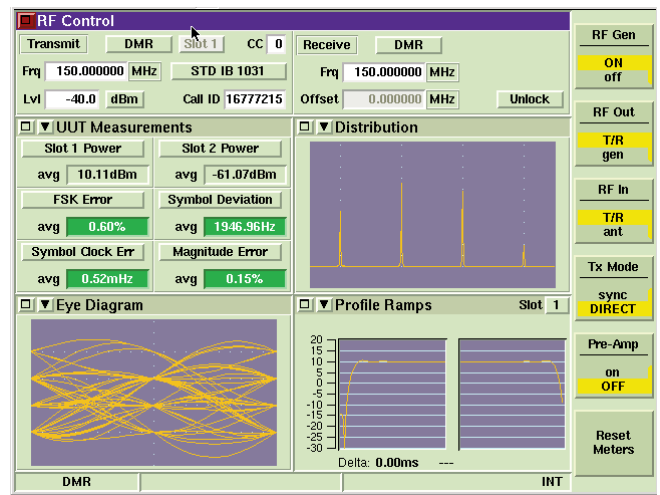 RF Control
Transmit DMR Slot 1 CC 0
Frq 150.000000 MHz STD IB 1031
Lvl -40.0 dBm Call ID 16777215
Receive DMR
Frq 150.000000 MHz
Offset 0.000000 MHz Unlock
UUT Measurements
Slot 1 Power Slot 2 Power
avg 10.11dBm avg -61.07dBm
FSK Error Symbol Deviation
avg 0.60% avg 1946.96Hz
Symbol Clock Err Magnitude Error
avg 0.52mHz avg 0.15%
Distribution
Eye Diagram
Profile Ramps Slot 1
20
15
10
5
0
-5
-10
-15
-20
-25
-30
Delta: 0.00ms ---
DMR INT
RF Gen
ON
off
RF Out
T/R
gen
RF In
T/R
ant
Tx Mode
sync
DIRECT
Pre-Amp
on
OFF
Reset
Meters